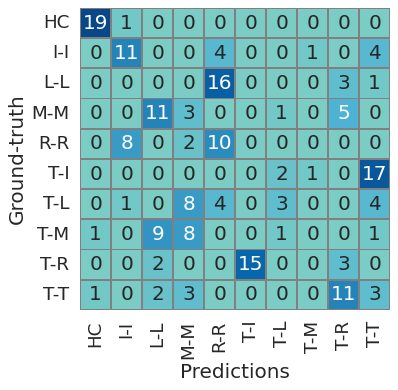 HC 19 1 0 0 0 0 0 0 0 0
I-I 0 11 0 0 4 0 0 1 0 4
L-L 0 0 0 0 16 0 0 0 3 1
M-M 0 0 11 3 0 0 1 0 5 0
R-R 0 8 0 2 10 0 0 0 0 0
T-I 0 0 0 0 0 0 2 1 0 17
T-L 0 1 0 8 4 0 3 0 0 4
T-M 1 0 9 8 0 0 1 0 0 1
T-R 0 0 2 0 0 15 0 0 3 0
T-T 1 0 2 3 0 0 0 0 11 3
HC I-I L-L M-M R-R T-I T-L T-M T-R T-T
Predictions
Ground-truth